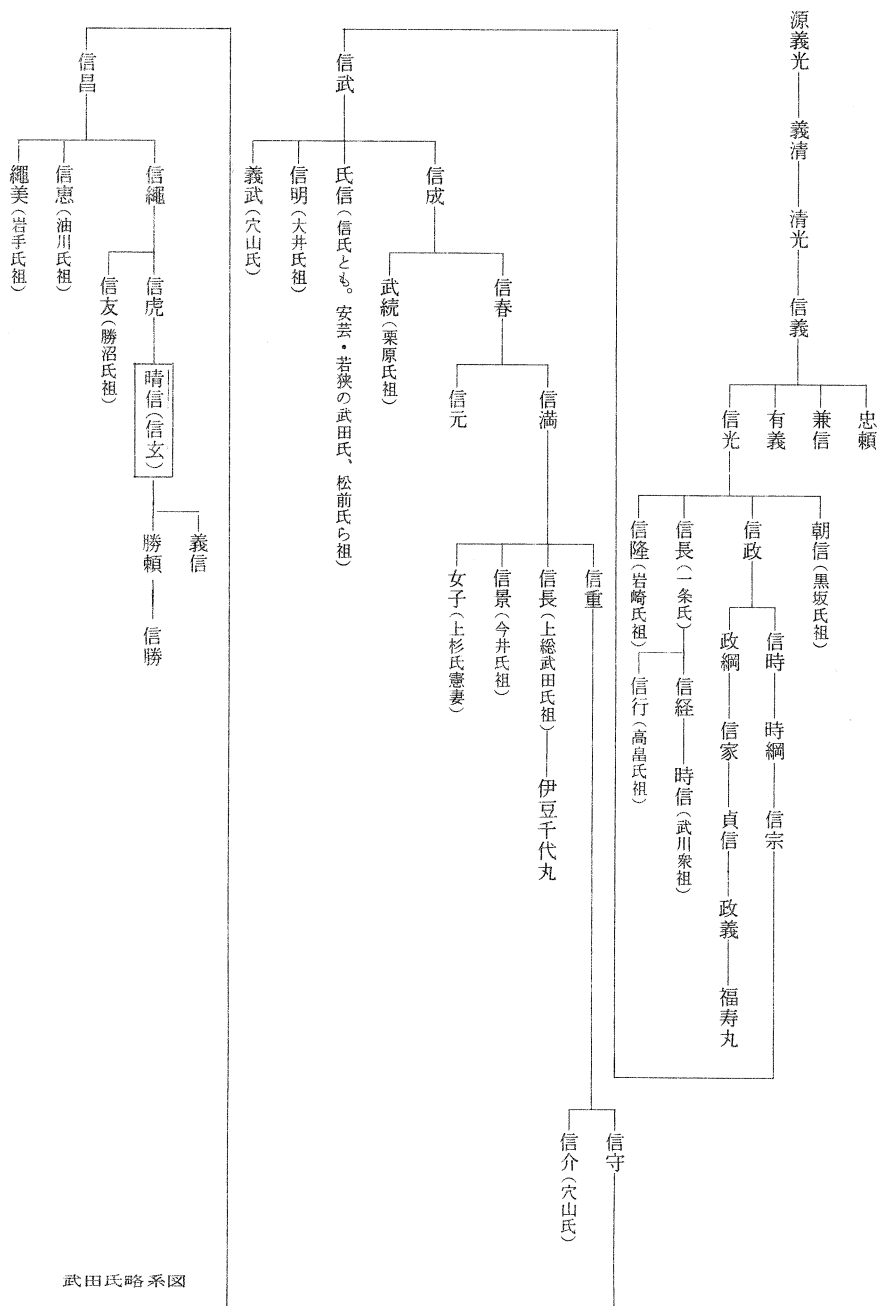 源義光
義清
清光
信義
忠頼
兼信
有義
信光
朝信(黒坂氏祖)
信政
信長(一条氏)
信隆(岩崎氏祖)
信時
政綱
信経
信行(高畠氏祖)
時綱
信家
時信(武川衆祖)
信宗
貞信
政義
福寿丸
信武
信成
氏信(信氏とも。安芸・若狭の武田氏、松前氏ら祖)
信明(大井氏祖)
義武(穴山氏)
信春
武続(栗原氏祖)
信満
信元
信重
信長(上総武田氏祖)
信景(今井氏祖)
女子(上杉氏憲妻)
伊豆千代丸
信守
信介(穴山氏)
信昌
信繩
信恵(油川氏祖)
繩美(岩手氏祖)
信虎
信友(勝沼氏祖)
晴信(信玄)
義信
勝頼
信勝
武田氏略系図